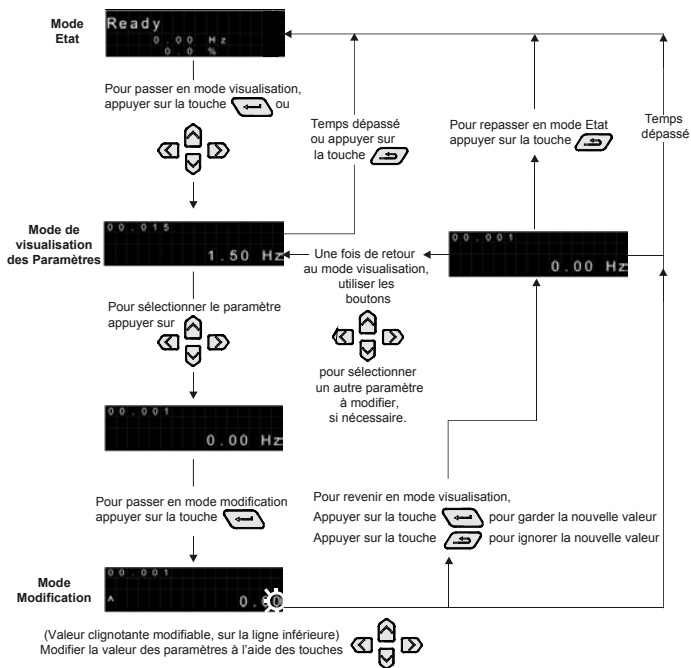 Mode
Etat
Ready
0.00 Hz
0.0 %
Pour passer en mode visualisation,
appuyer sur la touche ou
Temps dépassé
ou appuyer sur
la touche
Pour repasser en mode Etat
appuyer sur la touche
Temps
dépassé
Mode de
visualisation
des Paramètres
00.015
1.50 Hz
Une fois de retour
au mode visualisation,
utiliser les
boutons
00.001
0.00 Hz
Pour sélectionner le paramètre
appuyer sur
pour sélectionner
un autre paramètre
à modifier,
si nécessaire.
00.001
0.00 Hz
Pour passer en mode modification
appuyer sur la touche
Pour revenir en mode visualisation,
Appuyer sur la touche pour garder la nouvelle valeur
Appuyer sur la touche pour ignorer la nouvelle valeur
Mode
Modification
00.001
^ 0.00
(Valeur clignotante modifiable, sur la ligne inférieure)
Modifier la valeur des paramètres à l'aide des touches